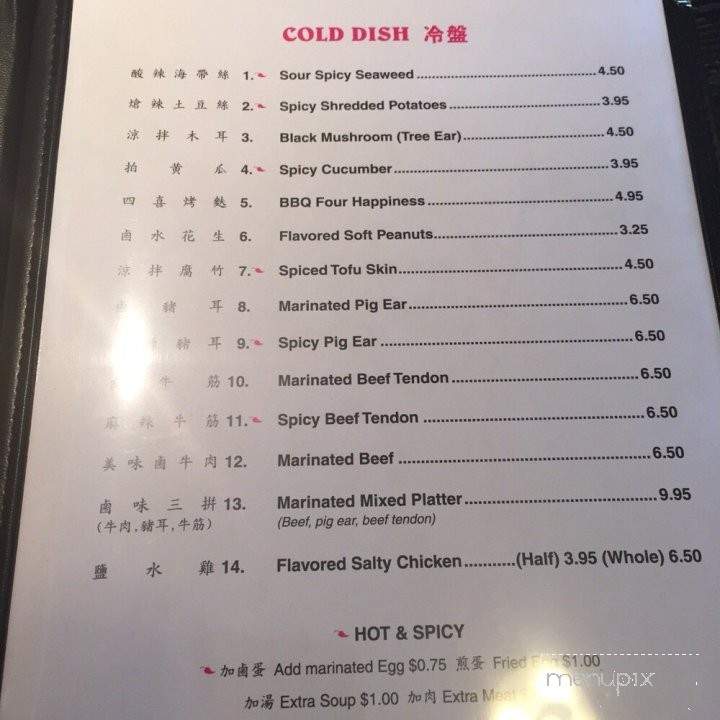 COLD DISH 冷盤
酸辣海帶絲 1. Sour Spicy Seaweed 4.50
熗辣土豆絲 2. Spicy Shredded Potatoes 3.95
涼拌木耳 3. Black Mushroom (Tree Ear) 4.50
拍黄瓜 4. Spicy Cucumber 3.95
四喜烤麩 5. BBQ Four Happiness 4.95
鹵水花生 6. Flavored Soft Peanuts 3.25
涼拌腐竹 7. Spiced Tofu Skin 4.50
豬耳 8. Marinated Pig Ear 6.50
豬耳 9. Spicy Pig Ear 6.50
牛筋 10. Marinated Beef Tendon 6.50
麻辣牛筋 11. Spicy Beef Tendon 6.50
美味鹵牛肉 12. Marinated Beef 6.50
鹵味三拼 13. Marinated Mixed Platter 9.95
(牛肉,豬耳,牛筋) (Beef, pig ear, beef tendon)
鹽水雞 14. Flavored Salty Chicken (Half) 3.95 (Whole) 6.50
HOT & SPICY
加鹵蛋 Add marinated Egg $0.75 煎蛋 Fried Egg $1.00
加湯 Extra Soup $1.00 加肉 Extra Meat
menupix